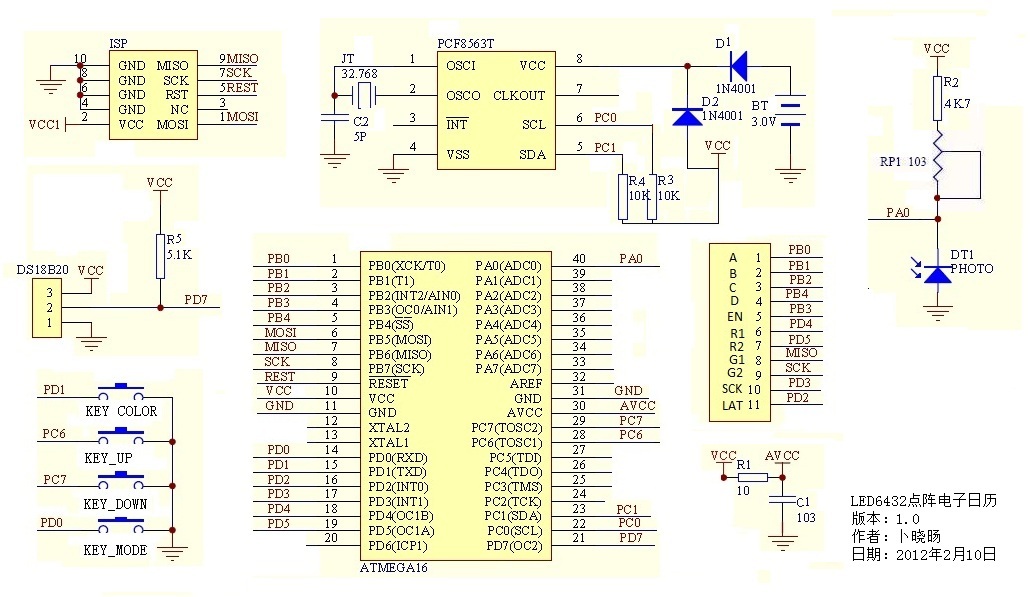 ISP
10 GND MISO 9 MISO
8 GND SCK 7 SCK
6 GND RST 5 REST
4 GND NC 3
VCC1 2 VCC MOSI 1 MOSI
PCF8563T
JT
32.768
C2
5P
1 OSCI VCC 8
2 OSCO CLKOUT 7
3 INT SCL 6 PC0
4 VSS SDA 5 PC1
D1
1N4001
D2
1N4001
BT
3.0V
VCC
R4
10K
R3
10K
VCC
R2
4K7
RP1 103
PA0
DT1
PHOTO
VCC
R5
5.1K
DS18B20
VCC
3
2
1
PD7
PD1
KEY COLOR
PC6
KEY_UP
PC7
KEY_DOWN
PD0
KEY_MODE
PB0 1 PB0(XCK/T0) PA0(ADC0) 40 PA0
PB1 2 PB1(T1) PA1(ADC1) 39
PB2 3 PB2(INT2/AIN0) PA2(ADC2) 38
PB3 4 PB3(OC0/AIN1) PA3(ADC3) 37
PB4 5 PB4(SS) PA4(ADC4) 36
MOSI 6 PB5(MOSI) PA5(ADC5) 35
MISO 7 PB6(MISO) PA6(ADC6) 34
SCK 8 PB7(SCK) PA7(ADC7) 33
REST 9 RESET AREF 32
VCC 10 VCC GND 31 GND
GND 11 GND AVCC 30 AVCC
12 XTAL2 PC7(TOSC2) 29 PC7
13 XTAL1 PC6(TOSC1) 28 PC6
PD0 14 PD0(RXD) PC5(TDI) 27
PD1 15 PD1(TXD) PC4(TDO) 26
PD2 16 PD2(INT0) PC3(TMS) 25
PD3 17 PD3(INT1) PC2(TCK) 24
PD4 18 PD4(OC1B) PC1(SDA) 23 PC1
PD5 19 PD5(OC1A) PC0(SCL) 22 PC0
20 PD6(ICP1) PD7(OC2) 21 PD7
ATMEGA16
A 1 PB0
B 2 PB1
C 3 PB2
D 4 PB4
EN 5 PB3
R1 6 PD4
R2 7 PD5
G1 8 MISO
G2 9 SCK
SCK 10 PD3
LAT 11 PD2
VCC R1 AVCC
10
C1
103
LED6432点阵电子日历
版本：1.0
作者：卜晓旸
日期：2012年2月10日